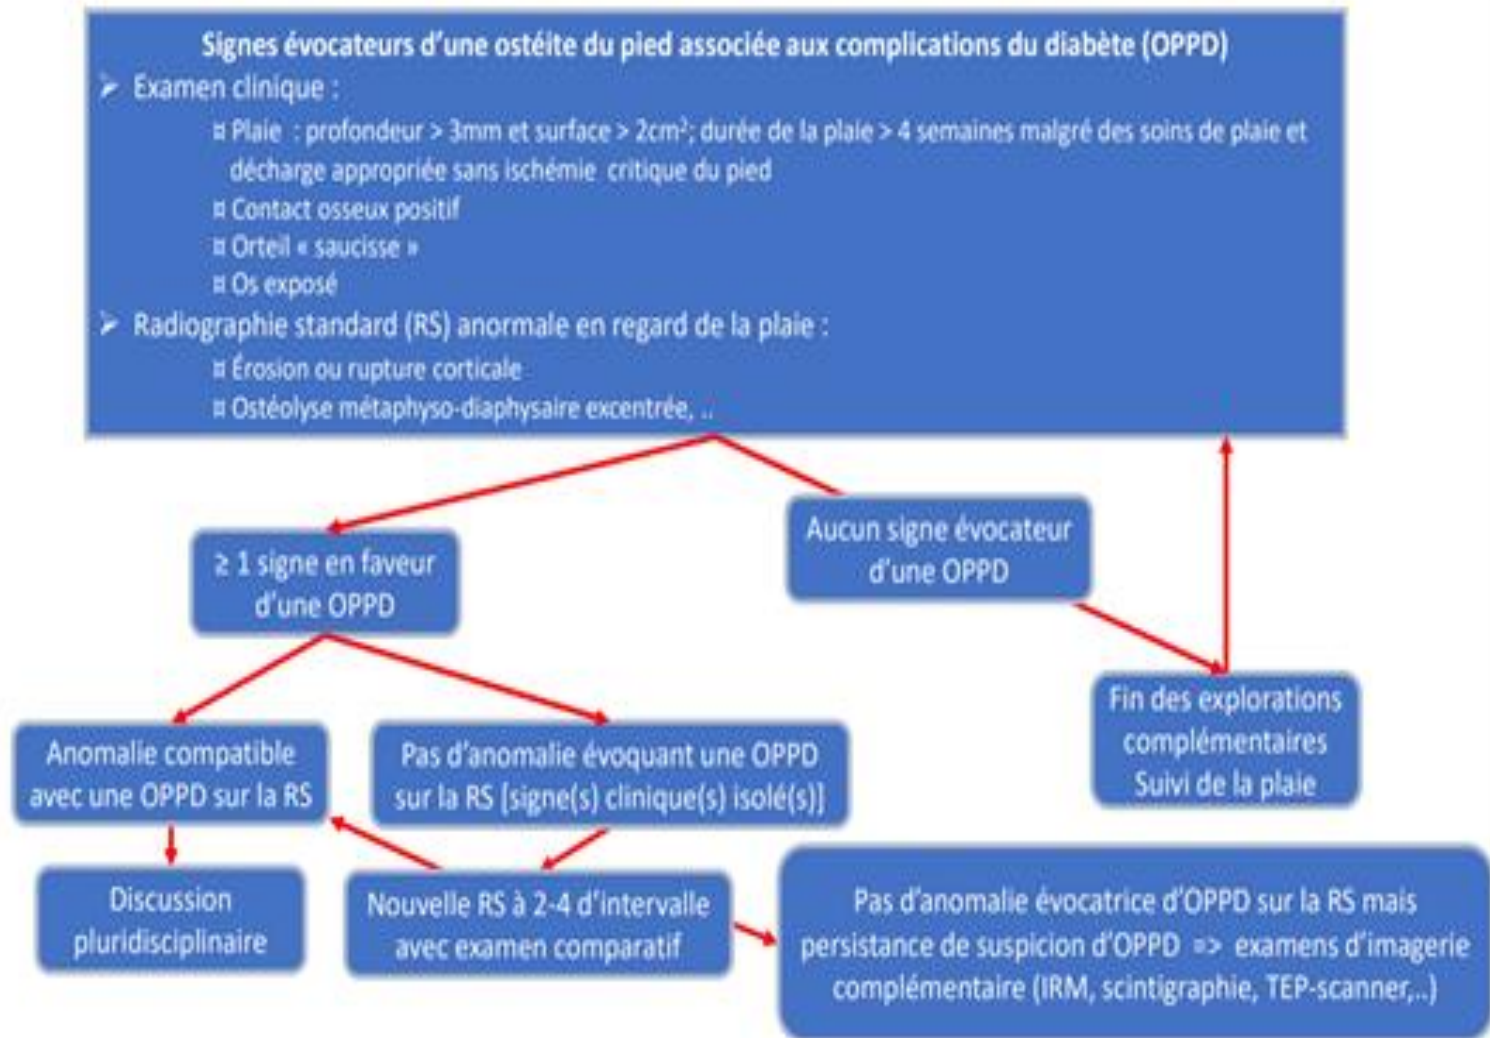 Signes évocateurs d'une ostéite du pied associée aux complications du diabète (OPPD)
➢ Examen clinique :
¤ Plaie : profondeur > 3mm et surface > 2cm²; durée de la plaie > 4 semaines malgré des soins de plaie et
décharge appropriée sans ischémie critique du pied
¤ Contact osseux positif
¤ Orteil « saucisse »
¤ Os exposé
➢ Radiographie standard (RS) anormale en regard de la plaie :
¤ Érosion ou rupture corticale
¤ Ostéolyse métaphyso-diaphysaire excentrée, ..
≥ 1 signe en faveur
d'une OPPD
Aucun signe évocateur
d'une OPPD
Anomalie compatible
avec une OPPD sur la RS
Pas d'anomalie évoquant une OPPD
sur la RS [signe(s) clinique(s) isolé(s)]
Fin des explorations
complémentaires
Suivi de la plaie
Discussion
pluridisciplinaire
Nouvelle RS à 2-4 d'intervalle
avec examen comparatif
Pas d'anomalie évocatrice d'OPPD sur la RS mais
persistance de suspicion d'OPPD => examens d'imagerie
complémentaire (IRM, scintigraphie, TEP-scanner,..)